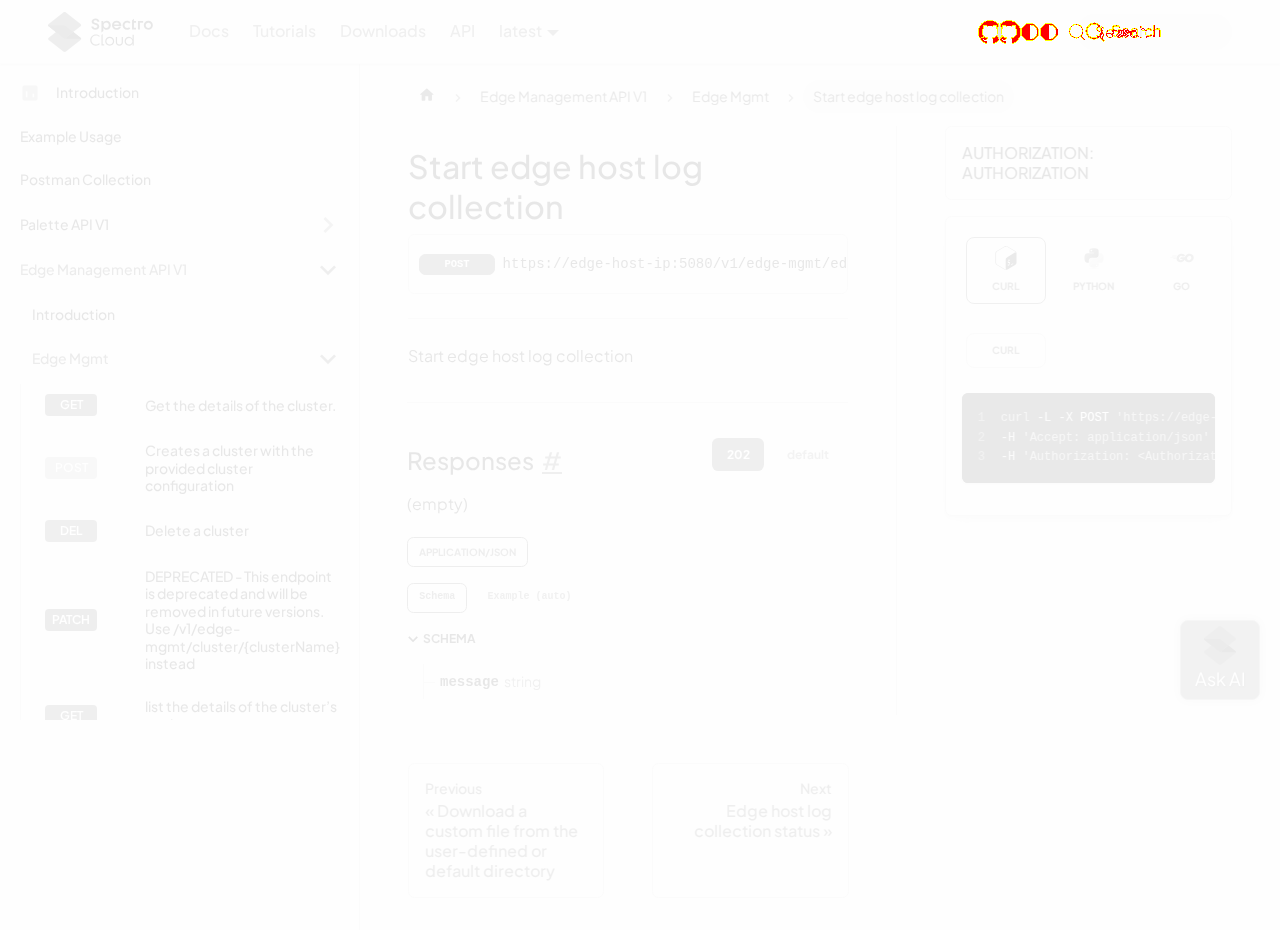 Spectro
Cloud
Docs
Tutorials
Downloads
API
latest
Search
Introduction
Example Usage
Postman Collection
Palette API V1
Edge Management API V1
Introduction
Edge Mgmt
GET
Get the details of the cluster.
POST
Creates a cluster with the
provided cluster
configuration
DEL
Delete a cluster
PATCH
DEPRECATED - This endpoint
is deprecated and will be
removed in future versions.
Use /v1/edge-
mgmt/cluster/{clusterName}
instead
GET
list the details of the cluster's
Edge Management API V1
Edge Mgmt
Start edge host log collection
Start edge host log
collection
POST https://edge-host-ip:5080/v1/edge-mgmt/ed
Start edge host log collection
Responses #
202
default
(empty)
APPLICATION/JSON
Schema
Example (auto)
SCHEMA
message string
Previous
« Download a
custom file from the
user-defined or
default directory
Next
Edge host log
collection status »
AUTHORIZATION:
AUTHORIZATION
CURL
PYTHON
GO
GO
CURL
1 curl -L -X POST 'https://edge-
2 -H 'Accept: application/json'
3 -H 'Authorization: <Authorizat
Ask AI